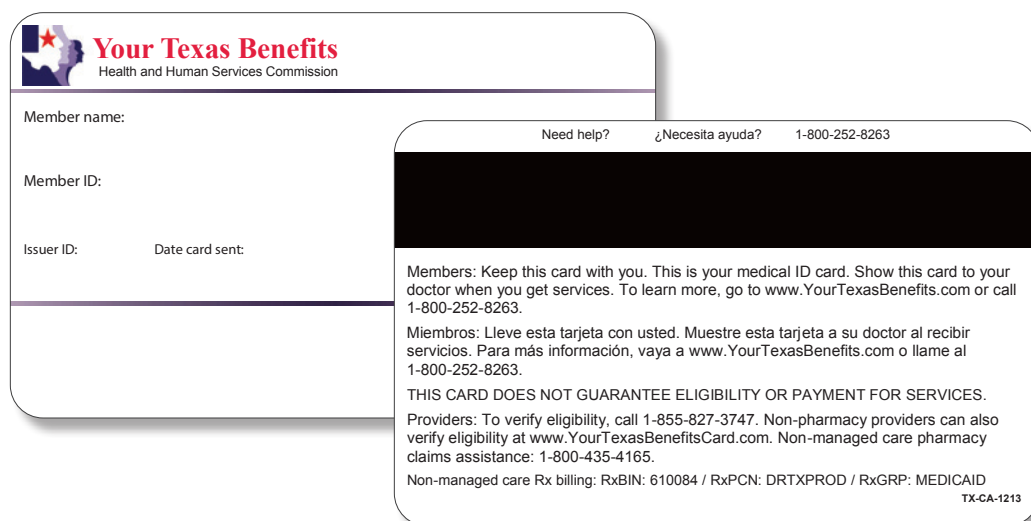 Your Texas Benefits
Health and Human Services Commission
Member name:
Member ID:
Issuer ID: Date card sent:
Need help? ¿Necesita ayuda? 1-800-252-8263
Members: Keep this card with you. This is your medical ID card. Show this card to your
doctor when you get services. To learn more, go to www.YourTexasBenefits.com or call
1-800-252-8263.
Miembros: Lleve esta tarjeta con usted. Muestre esta tarjeta a su doctor al recibir
servicios. Para más información, vaya a www.YourTexasBenefits.com o llame al
1-800-252-8263.
THIS CARD DOES NOT GUARANTEE ELIGIBILITY OR PAYMENT FOR SERVICES.
Providers: To verify eligibility, call 1-855-827-3747. Non-pharmacy providers can also
verify eligibility at www.YourTexasBenefitsCard.com. Non-managed care pharmacy
claims assistance: 1-800-435-4165.
Non-managed care Rx billing: RxBIN: 610084 / RxPCN: DRTXPROD / RxGRP: MEDICAID
TX-CA-1213